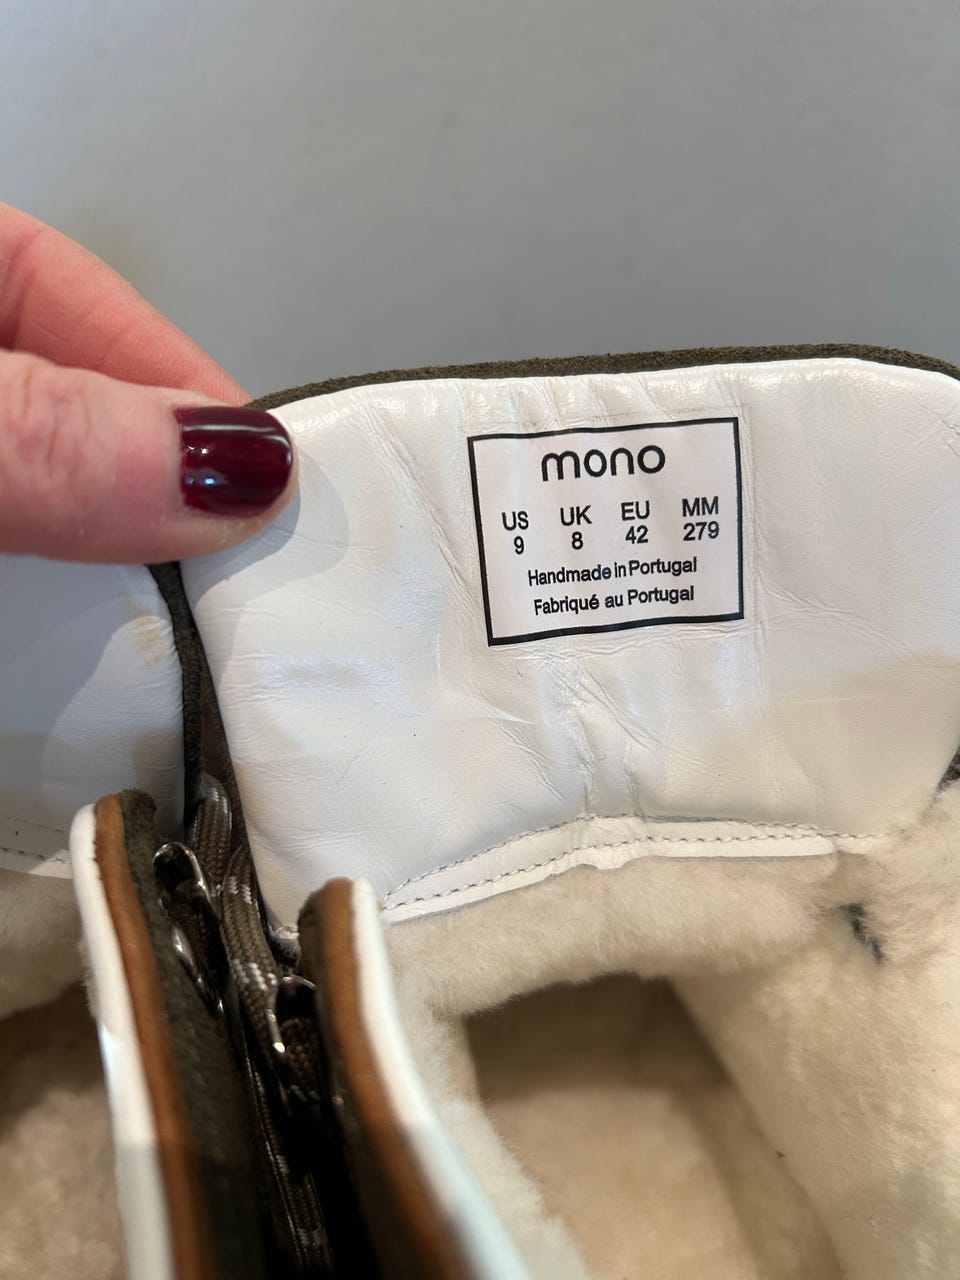 mono
US UK EU MM
9 8 42 279
Handmade in Portugal
Fabriqué au Portugal